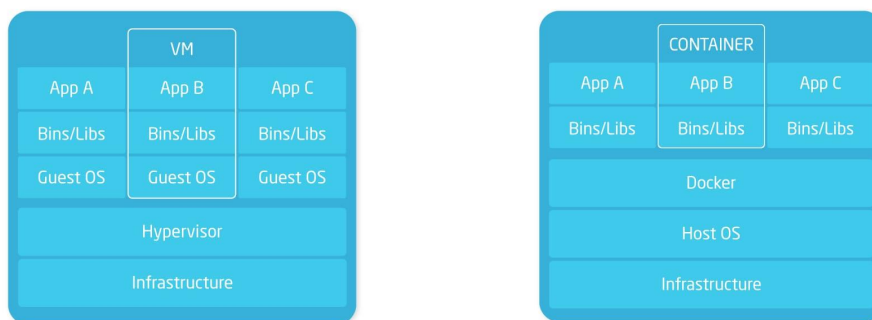 VM
App A App B App C
Bins/Libs Bins/Libs Bins/Libs
Guest OS Guest OS Guest OS
Hypervisor
Infrastructure
CONTAINER
App A App B App C
Bins/Libs Bins/Libs Bins/Libs
Docker
Host OS
Infrastructure